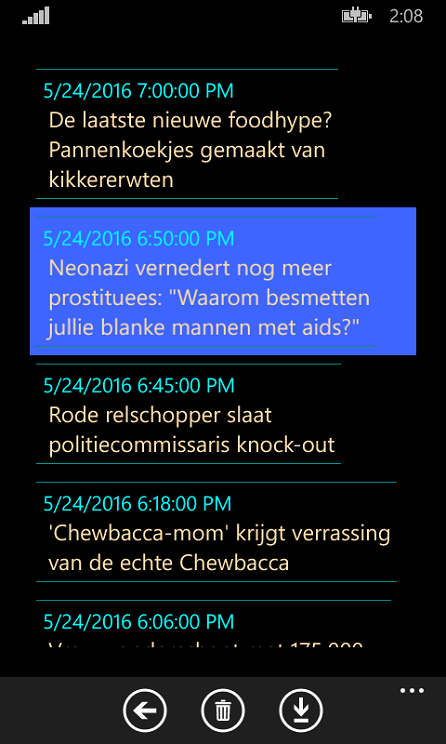 2:08
5/24/2016 7:00:00 PM
De laatste nieuwe foodhype?
Pannenkoekjes gemaakt van
kikkererwten
5/24/2016 6:50:00 PM
Neonazi vernedert nog meer
prostituees: "Waarom besmetten
jullie blanke mannen met aids?"
5/24/2016 6:45:00 PM
Rode relschopper slaat
politiecommissaris knock-out
5/24/2016 6:18:00 PM
'Chewbacca-mom' krijgt verrassing
van de echte Chewbacca
5/24/2016 6:06:00 PM